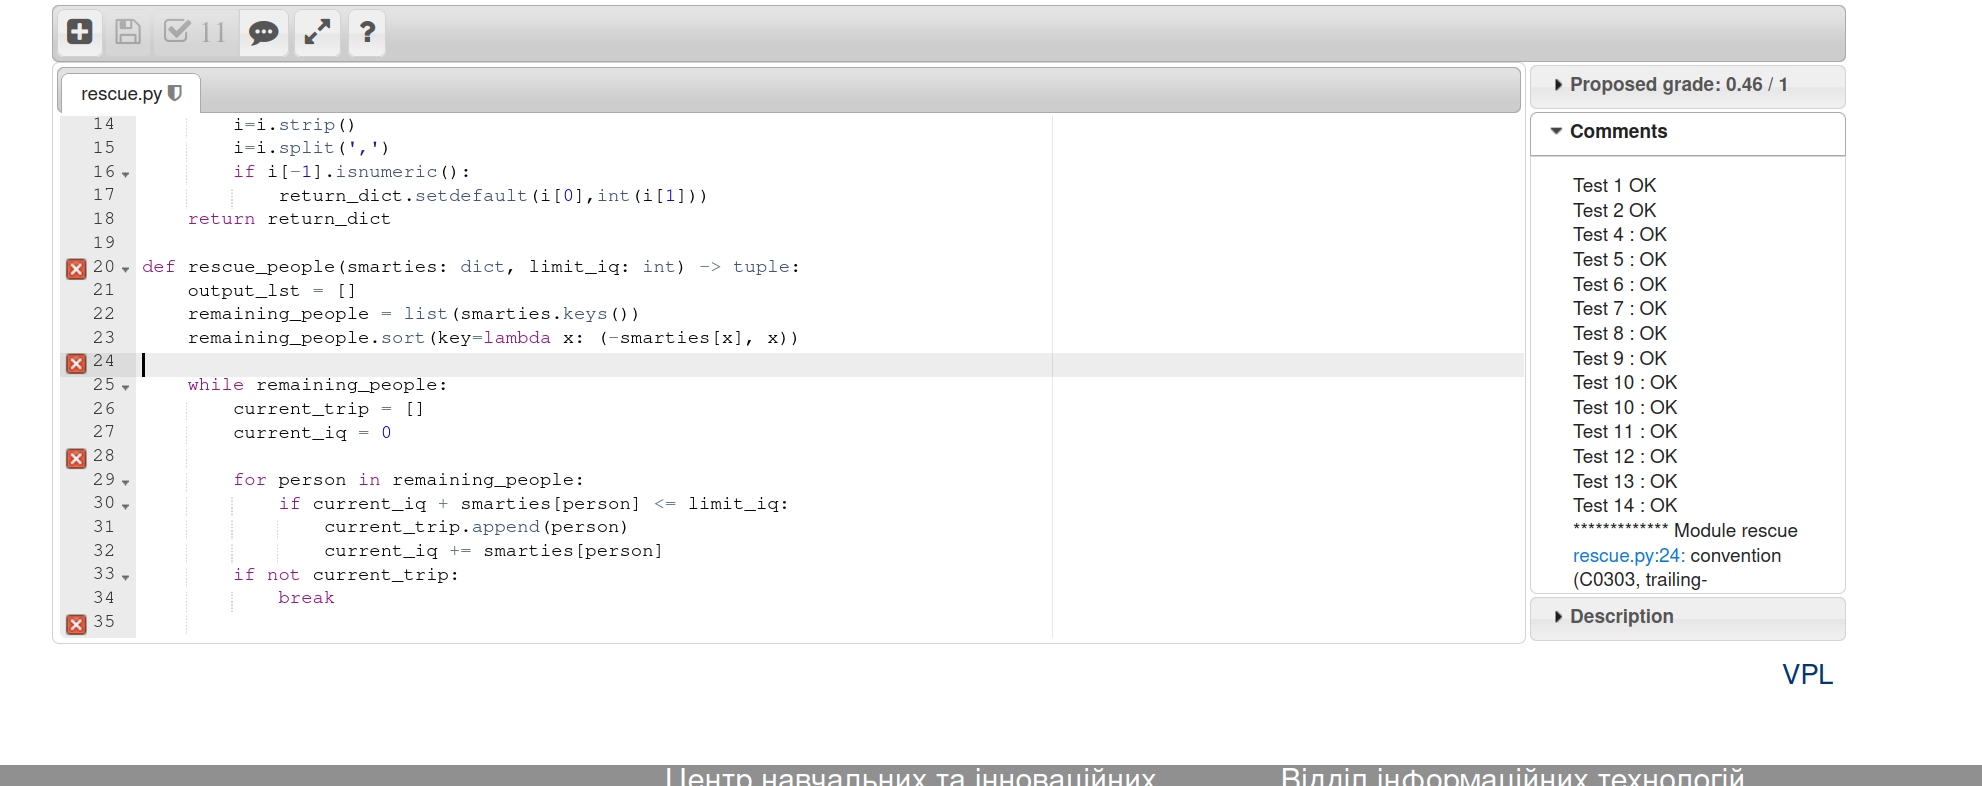 11
rescue.py
Proposed grade: 0.46 / 1
Comments
14 i=i.strip()
15 i=i.split(',')
16 if i[-1].isnumeric():
17 return_dict.setdefault(i[0],int(i[1]))
18 return return_dict
19
20 def rescue_people(smarties: dict, limit_iq: int) -> tuple:
21 output_lst = []
22 remaining_people = list(smarties.keys())
23 remaining_people.sort(key=lambda x: (-smarties[x], x))
24
25 while remaining_people:
26 current_trip = []
27 current_iq = 0
28
29 for person in remaining_people:
30 if current_iq + smarties[person] <= limit_iq:
31 current_trip.append(person)
32 current_iq += smarties[person]
33 if not current_trip:
34 break
35
Test 1 OK
Test 2 OK
Test 4 : OK
Test 5 : OK
Test 6 : OK
Test 7 : OK
Test 8 : OK
Test 9 : OK
Test 10 : OK
Test 10 : OK
Test 11 : OK
Test 12 : OK
Test 13 : OK
Test 14 : OK
************* Module rescue
rescue.py:24: convention
(C0303, trailing-
Description
VPL
Центр навчальних та інноваційних
Відділ інформаційних технологій